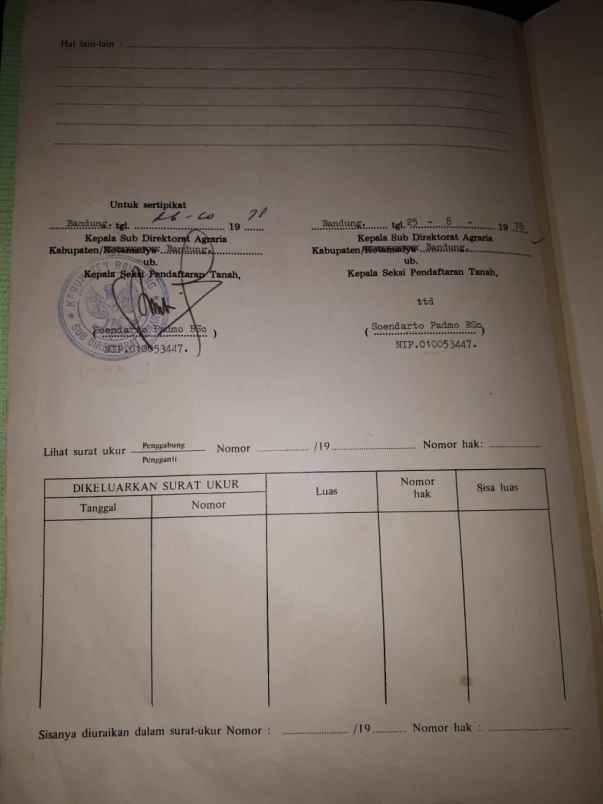 Hal lain-lain :
Untuk sertipikat
Bandung, tgl. 26 - 10 19
Kepala Sub Direktorat Agraria
Kabupaten/Kotamadya Bandung.
ub.
Kepala Seksi Pendaftaran Tanah,
( Soendarto Padmo BSc )
NIP.010053447.
Bandung, tgl. 25 - 5 - 1978
Kepala Sub Direktorat Agraria
Kabupaten/Kotamadya Bandung.
ub.
Kepala Seksi Pendaftaran Tanah,
ttd
( Soendarto Padmo BSc )
NIP.010053447.
Lihat surat ukur Penggabung Nomor /19 Nomor hak:
Pengganti
DIKELUARKAN SURAT UKUR Luas Nomor hak Sisa luas
Tanggal Nomor
Sisanya diuraikan dalam surat-ukur Nomor : /19 Nomor hak :